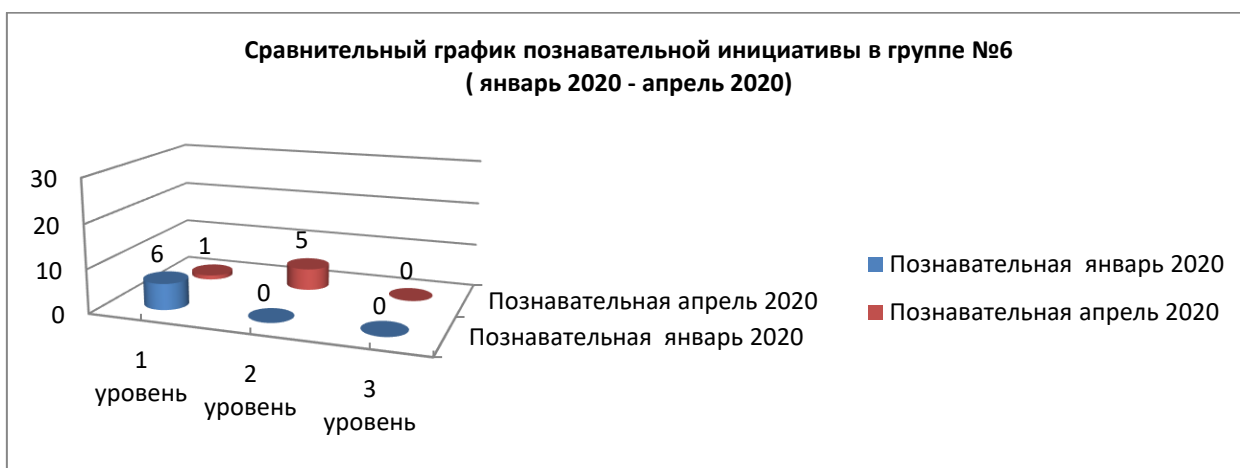 Сравнительный график познавательной инициативы в группе №6
( январь 2020 - апрель 2020)
30
20
10
0
6
1
5
0
0
0
1
уровень
2
уровень
3
уровень
Познавательная апрель 2020
Познавательная  январь 2020
Познавательная  январь 2020
Познавательная апрель 2020